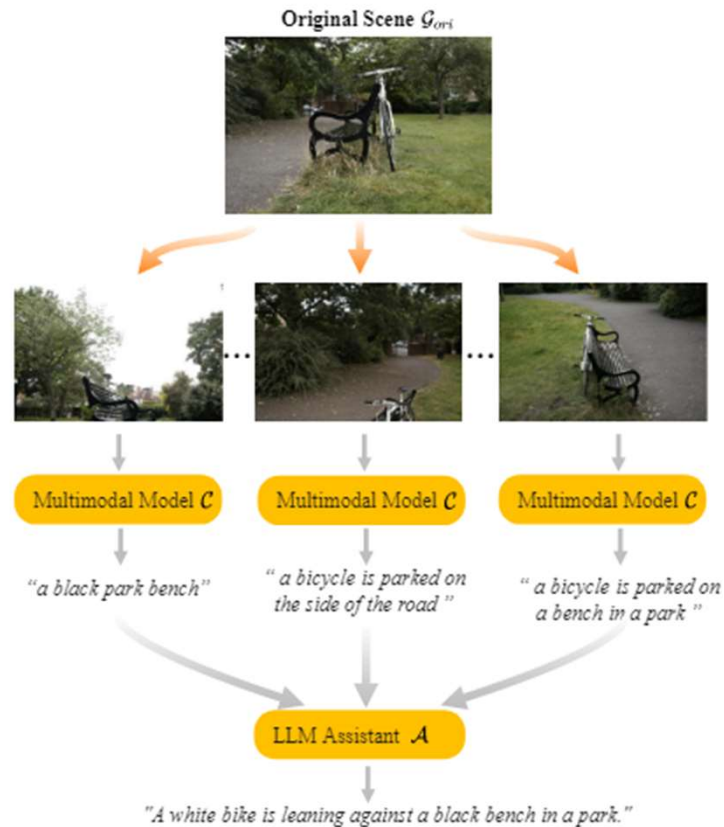 Original Scene 𝒢ₒᵣᵢ
... ...
Multimodal Model 𝒞
Multimodal Model 𝒞
Multimodal Model 𝒞
“a black park bench”
“ a bicycle is parked on
the side of the road ”
“ a bicycle is parked on
a bench in a park ”
LLM Assistant 𝒜
"A white bike is leaning against a black bench in a park."